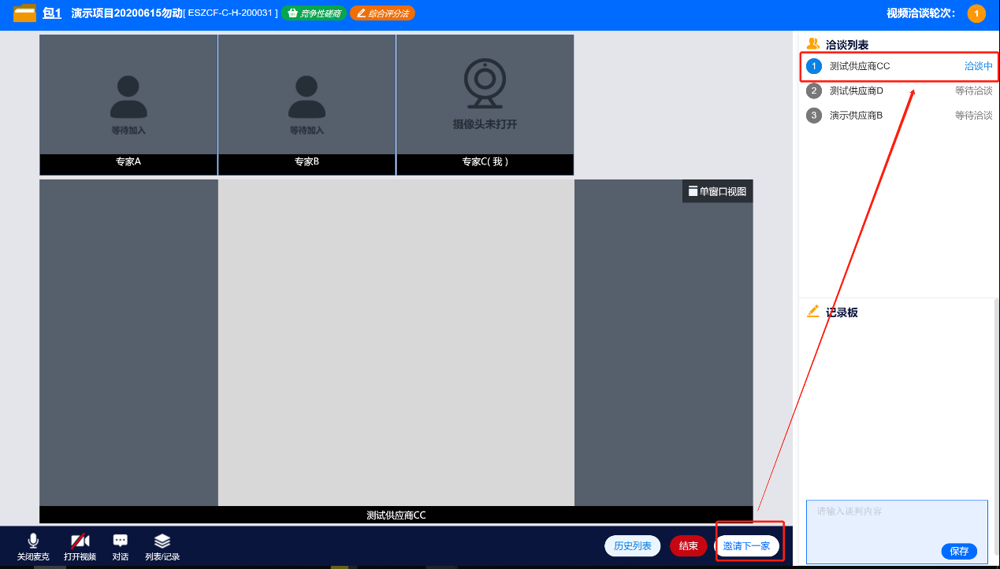 包1 演示项目20200615勿动[ ESZCF-C-H-200031 ] 竞争性磋商 综合评分法 视频洽谈轮次: 1
等待加入
等待加入
摄像头未打开
专家A
专家B
专家C( 我 )
单窗口视图
测试供应商CC
洽谈列表
1 测试供应商CC 洽谈中
2 测试供应商D 等待洽谈
3 演示供应商B 等待洽谈
记录板
请输入谈判内容
保存
关闭麦克
打开视频
对话
列表/记录
历史列表
结束
邀请下一家